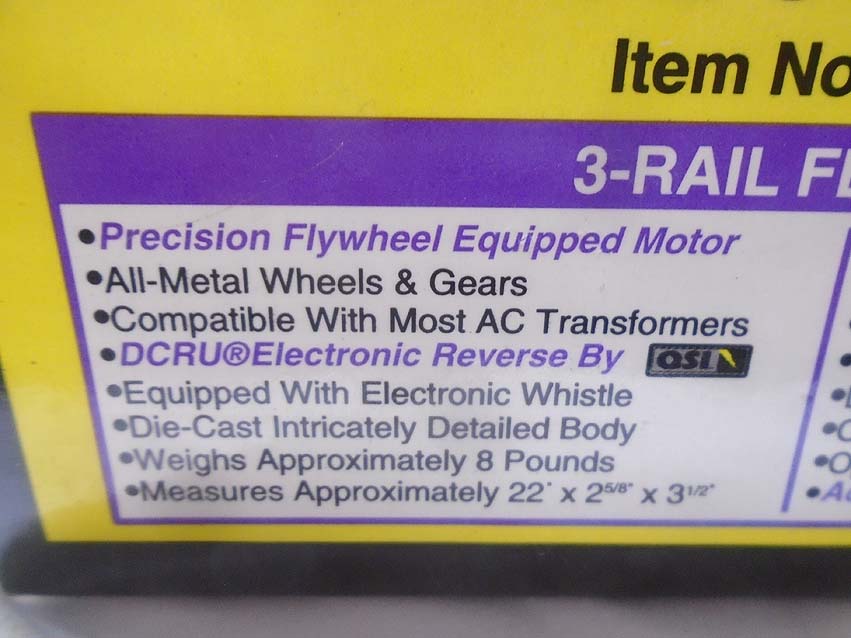 Item No
3-RAIL F
•Precision Flywheel Equipped Motor
•All-Metal Wheels & Gears
•Compatible With Most AC Transformers
•DCRU®Electronic Reverse By QSI
•Equipped With Electronic Whistle
•Die-Cast Intricately Detailed Body
•Weighs Approximately 8 Pounds
•Measures Approximately 22" x 2 5/8" x 3 1/2"